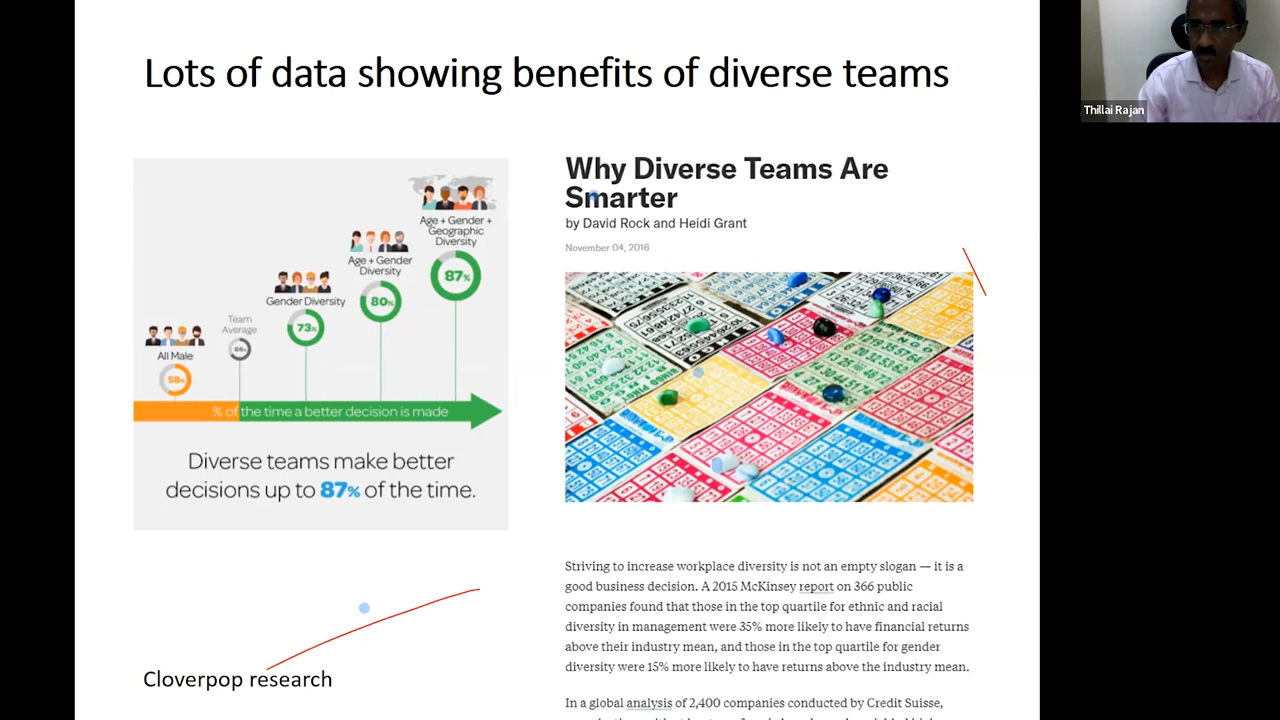 Lots of data showing benefits of diverse teams
Thillai Rajan
Age + Gender +
Geographic
Diversity
87%
Age + Gender
Diversity
80%
Gender Diversity
73%
Team
Average
66%
All Male
58%
% of the time a better decision is made
Diverse teams make better
decisions up to 87% of the time.
Cloverpop research
Why Diverse Teams Are
Smarter
by David Rock and Heidi Grant
November 04, 2016
Striving to increase workplace diversity is not an empty slogan — it is a
good business decision. A 2015 McKinsey report on 366 public
companies found that those in the top quartile for ethnic and racial
diversity in management were 35% more likely to have financial returns
above their industry mean, and those in the top quartile for gender
diversity were 15% more likely to have returns above the industry mean.
In a global analysis of 2,400 companies conducted by Credit Suisse,